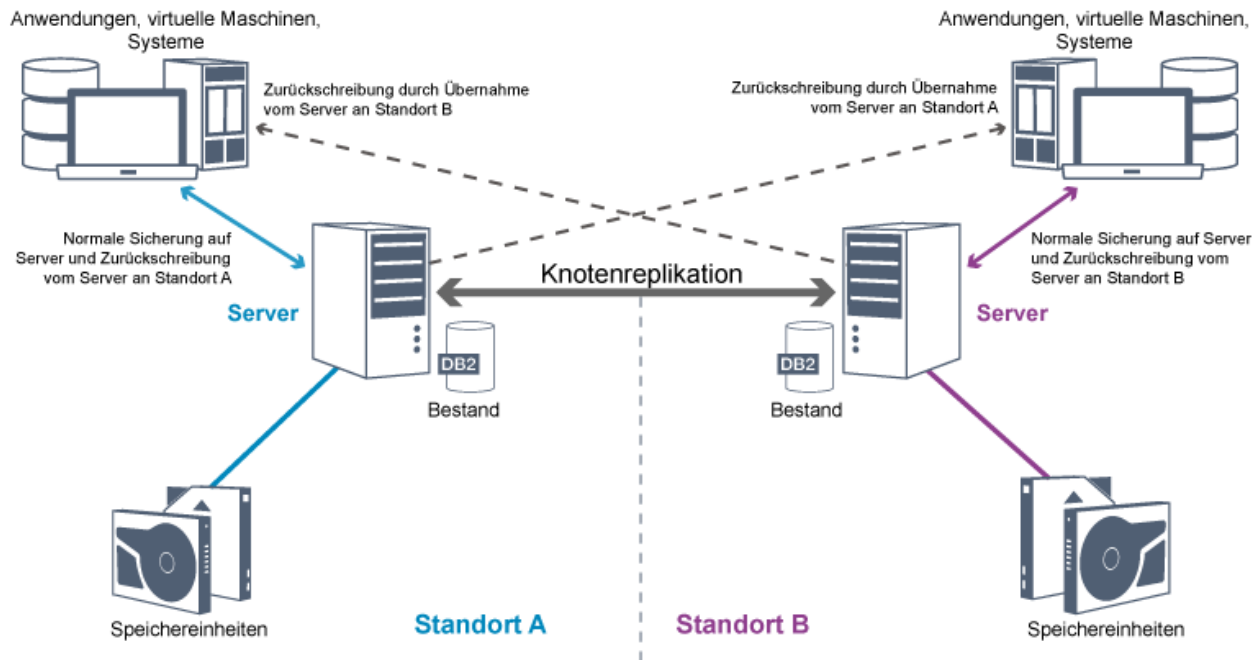 Anwendungen, virtuelle Maschinen,
Systeme
Anwendungen, virtuelle Maschinen,
Systeme
Zurückschreibung durch Übernahme
vom Server an Standort B
Zurückschreibung durch Übernahme
vom Server an Standort A
Normale Sicherung auf
Server und Zurückschreibung
vom Server an Standort A
Normale Sicherung auf Server
und Zurückschreibung vom
Server an Standort B
Knotenreplikation
Server
Server
DB2
DB2
Bestand
Bestand
Speichereinheiten
Standort A
Standort B
Speichereinheiten